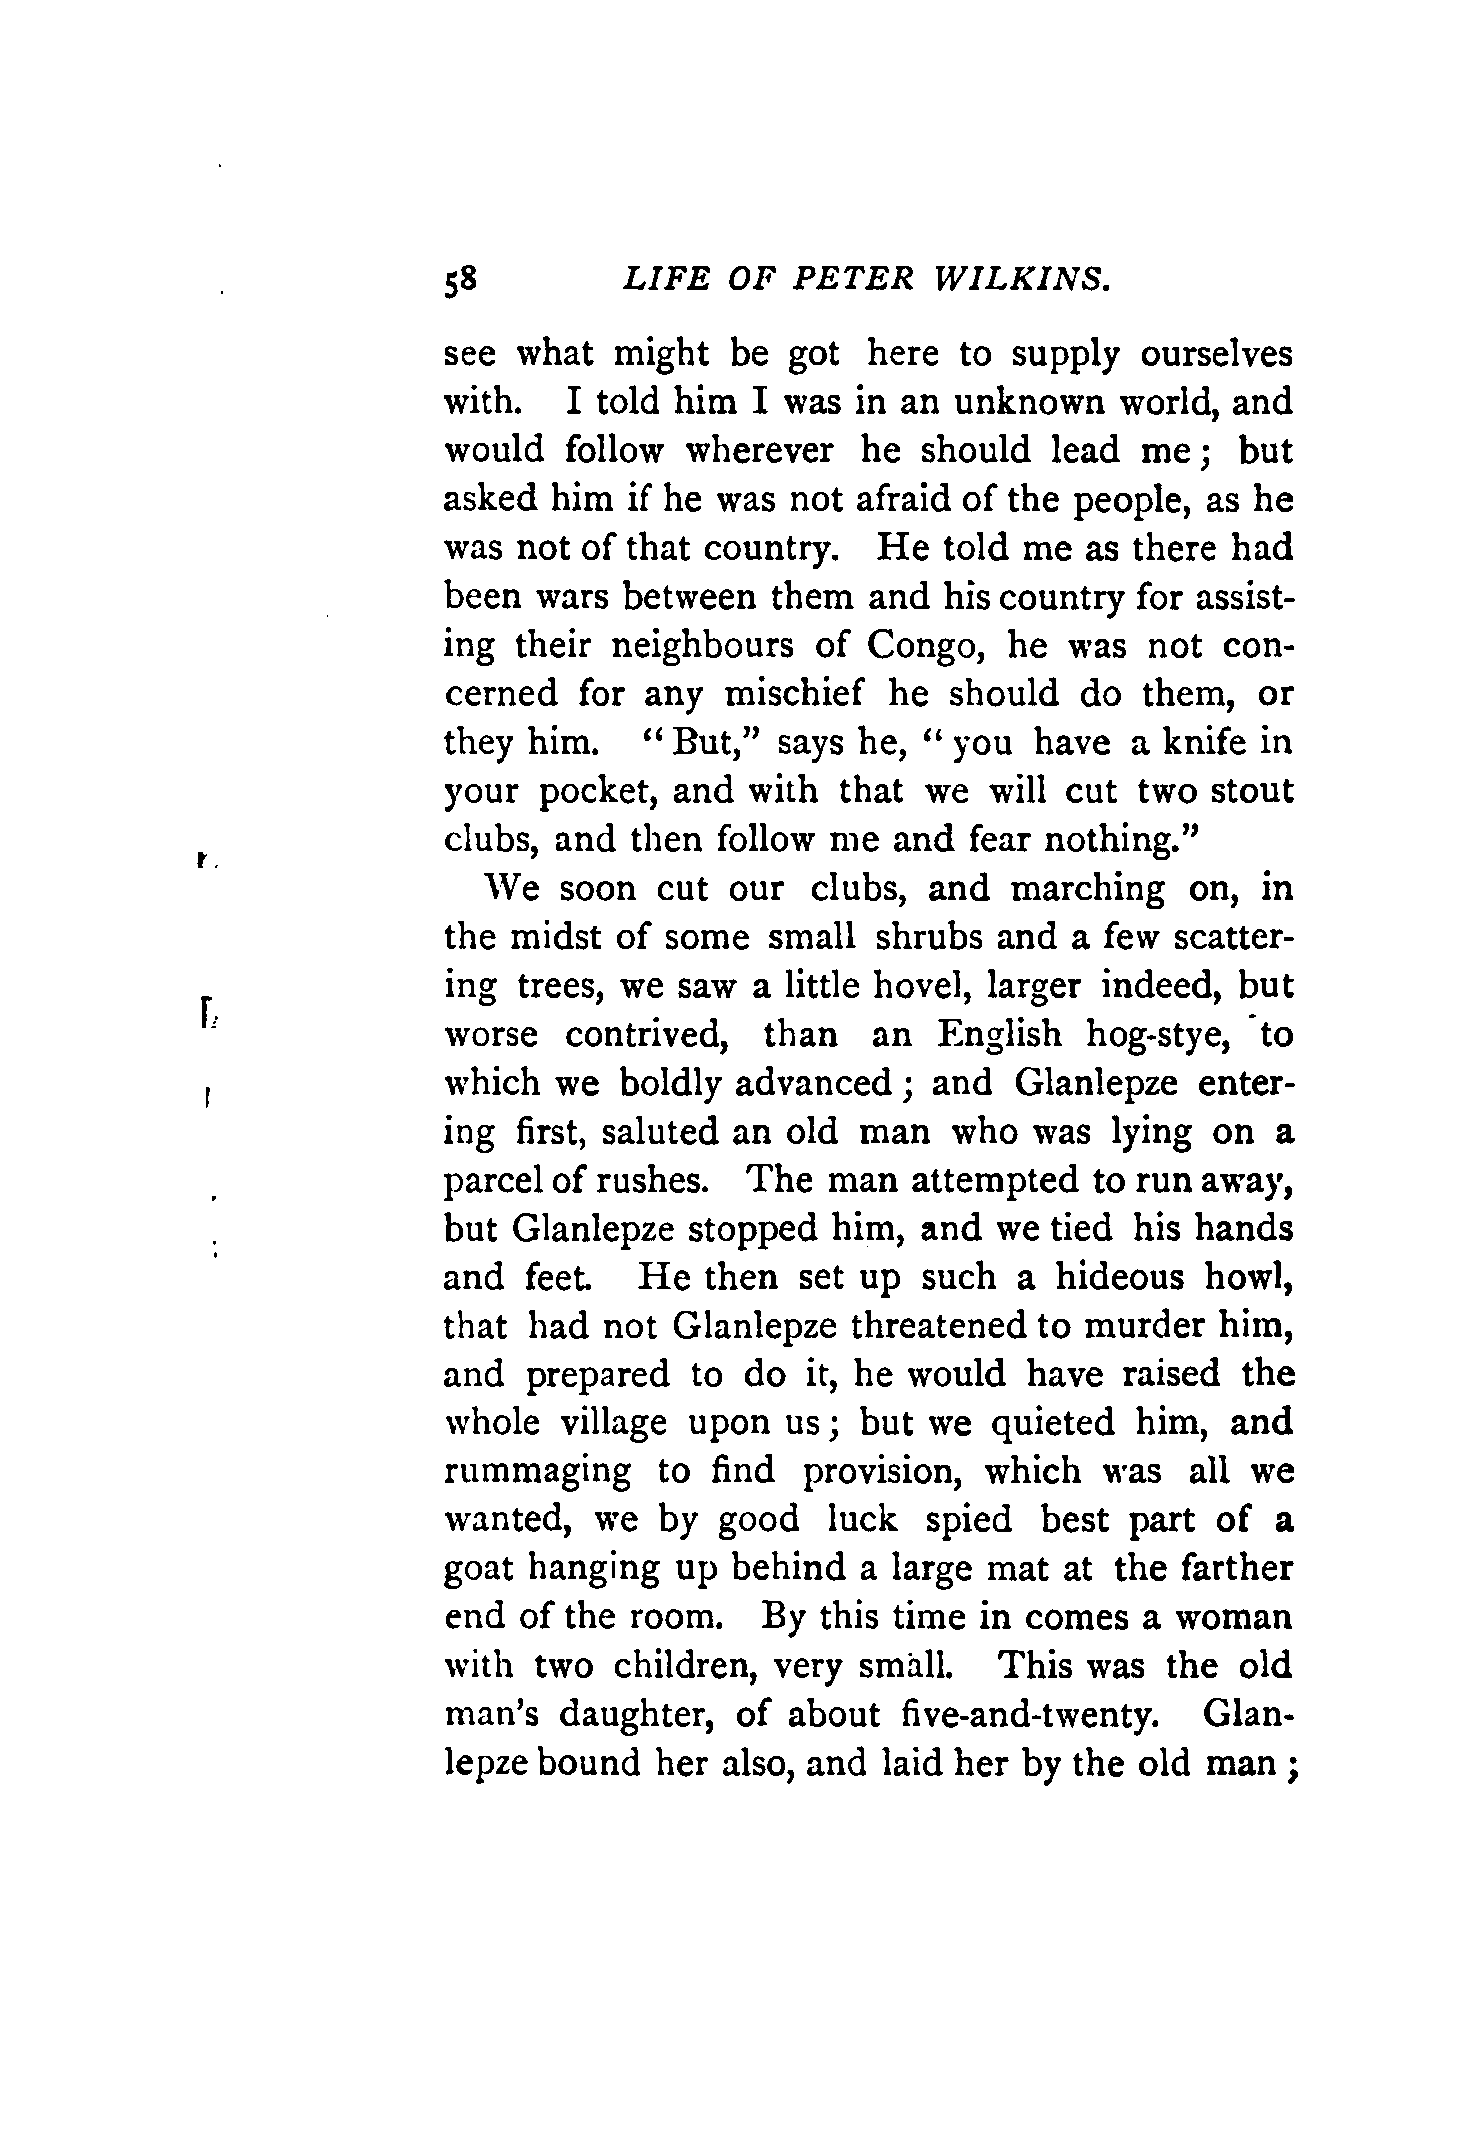 58 LIFE OF PETER WILKINS.
see what might be got here to supply ourselves
with. I told him I was in an unknown world, and
would follow wherever he should lead me ; but
asked him if he was not afraid of the people, as he
was not of that country. He told me as there had
been wars between them and his country for assist-
ing their neighbours of Congo, he was not con-
cerned for any mischief he should do them, or
they him. “ But,” says he, “ you have a knife in
your pocket, and with that we will cut two stout
clubs, and then follow me and fear nothing.”
We soon cut our clubs, and marching on, in
the midst of some small shrubs and a few scatter-
ing trees, we saw a little hovel, larger indeed, but
worse contrived, than an English hog-stye, to
which we boldly advanced ; and Glanlepze enter-
ing first, saluted an old man who was lying on a
parcel of rushes. The man attempted to run away,
but Glanlepze stopped him, and we tied his hands
and feet. He then set up such a hideous howl,
that had not Glanlepze threatened to murder him,
and prepared to do it, he would have raised the
whole village upon us ; but we quieted him, and
rummaging to find provision, which was all we
wanted, we by good luck spied best part of a
goat hanging up behind a large mat at the farther
end of the room. By this time in comes a woman
with two children, very small. This was the old
man's daughter, of about five-and-twenty. Glan-
lepze bound her also, and laid her by the old man ;